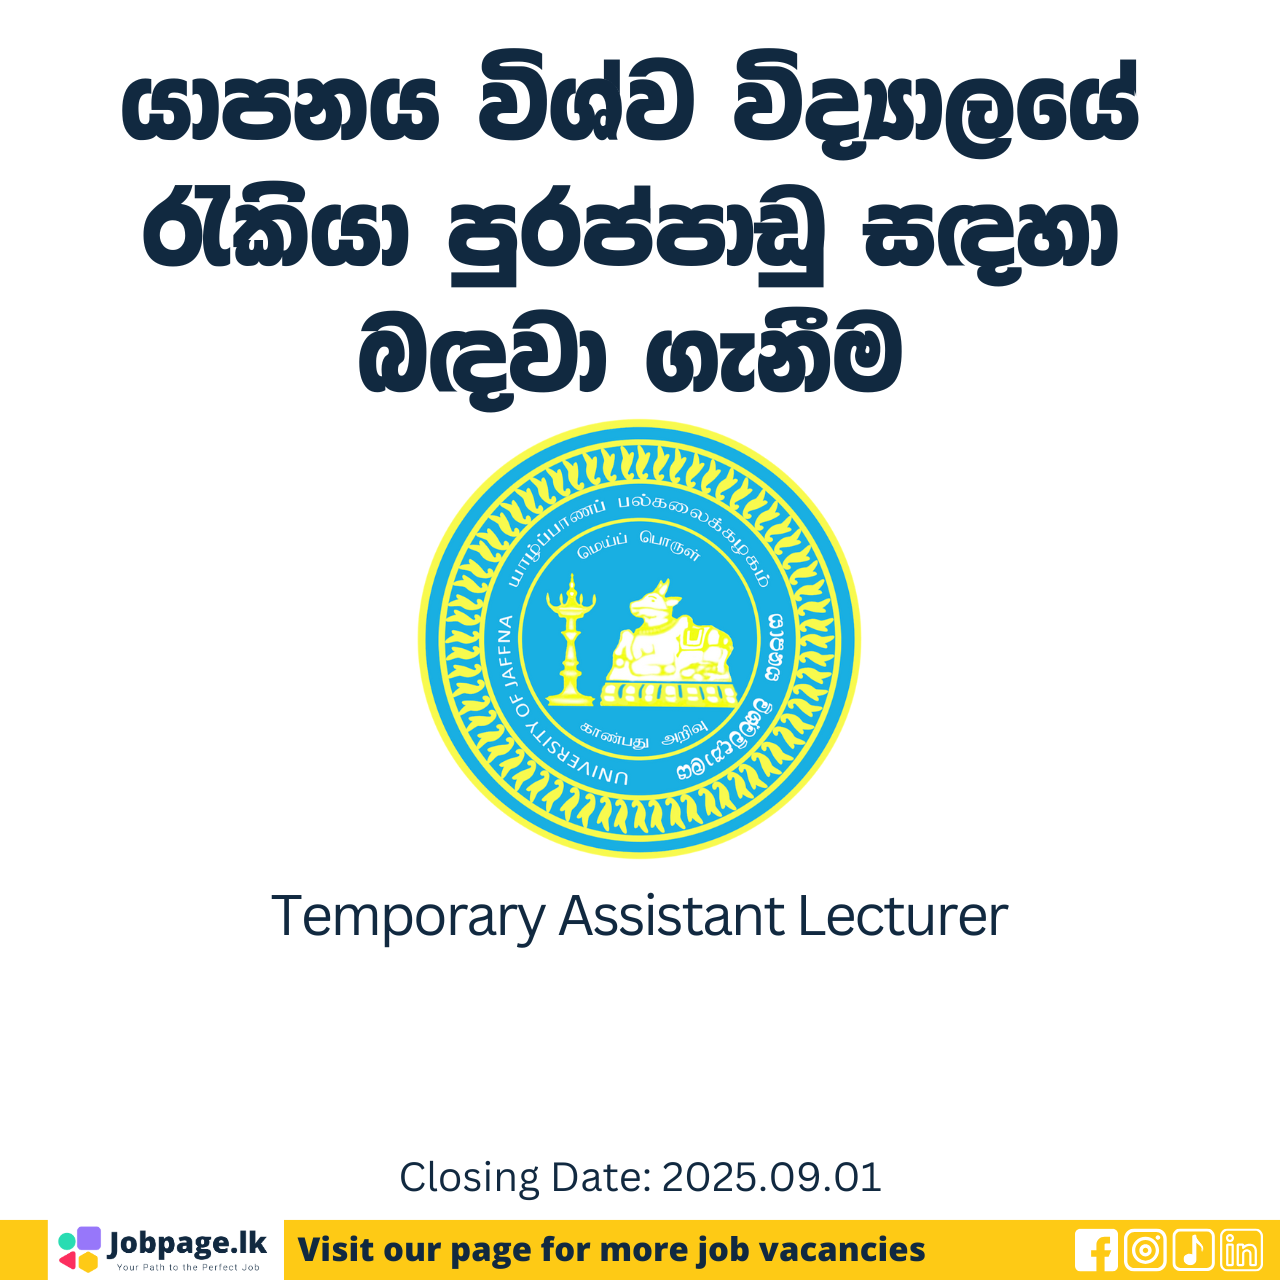 යාපනය විශ්ව විද්‍යාලයේ
රැකියා පුරප්පාඩු සඳහා
බඳවා ගැනීම
யாழ்ப்பாணப் பல்கலைக்கழகம்
மெய்ப் பொருள்
காண்பது அறிவு
යාපනය විශ්වවිද්‍යාලය
UNIVERSITY OF JAFFNA
Temporary Assistant Lecturer
Closing Date: 2025.09.01
Jobpage.lk
Your Path to the Perfect Job
Visit our page for more job vacancies